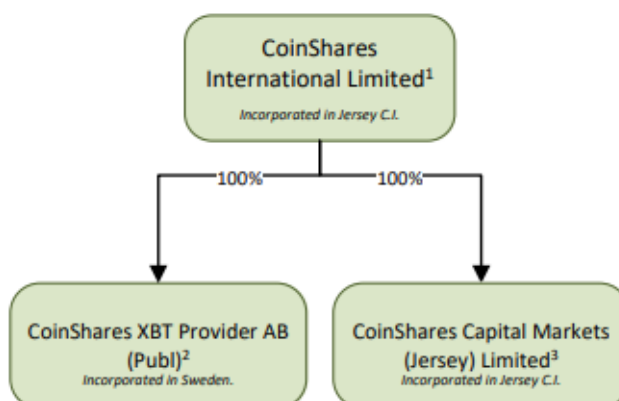 CoinShares
International Limited¹
Incorporated in Jersey C.I.
100%
100%
CoinShares XBT Provider AB
(Publ)²
Incorporated in Sweden.
CoinShares Capital Markets
(Jersey) Limited³
Incorporated in Jersey C.I.